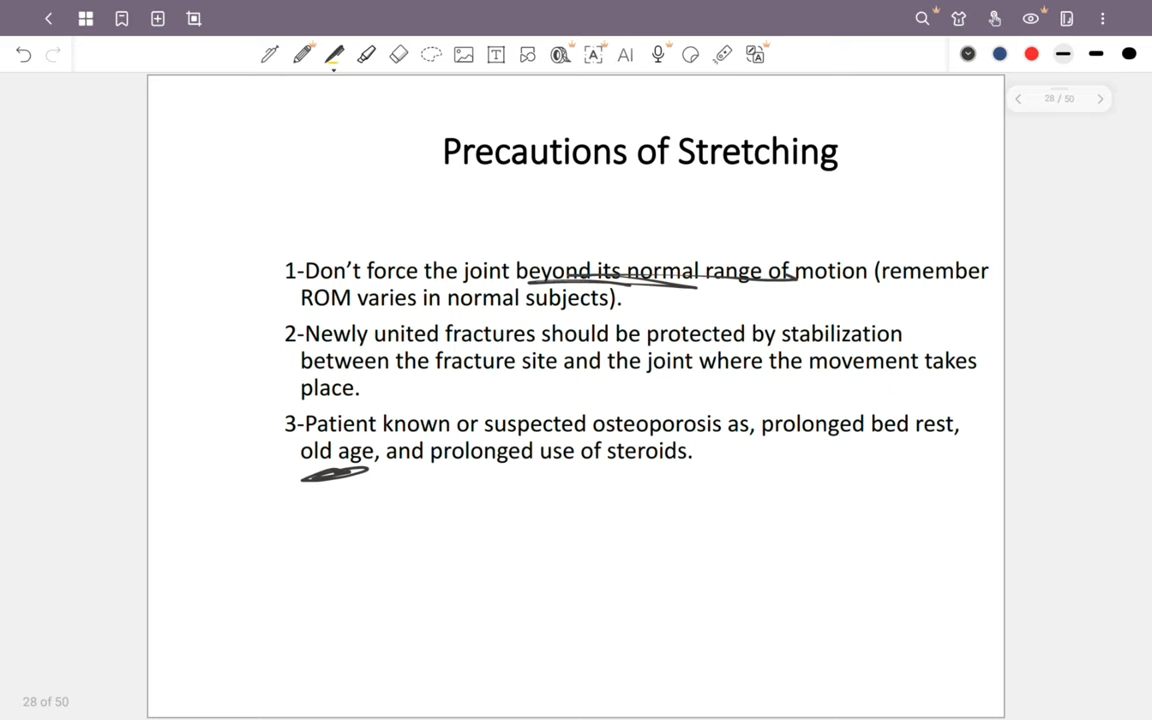 AI
28 / 50
Precautions of Stretching
1-Don’t force the joint beyond its normal range of motion (remember
ROM varies in normal subjects).
2-Newly united fractures should be protected by stabilization
between the fracture site and the joint where the movement takes
place.
3-Patient known or suspected osteoporosis as, prolonged bed rest,
old age, and prolonged use of steroids.
28 of 50